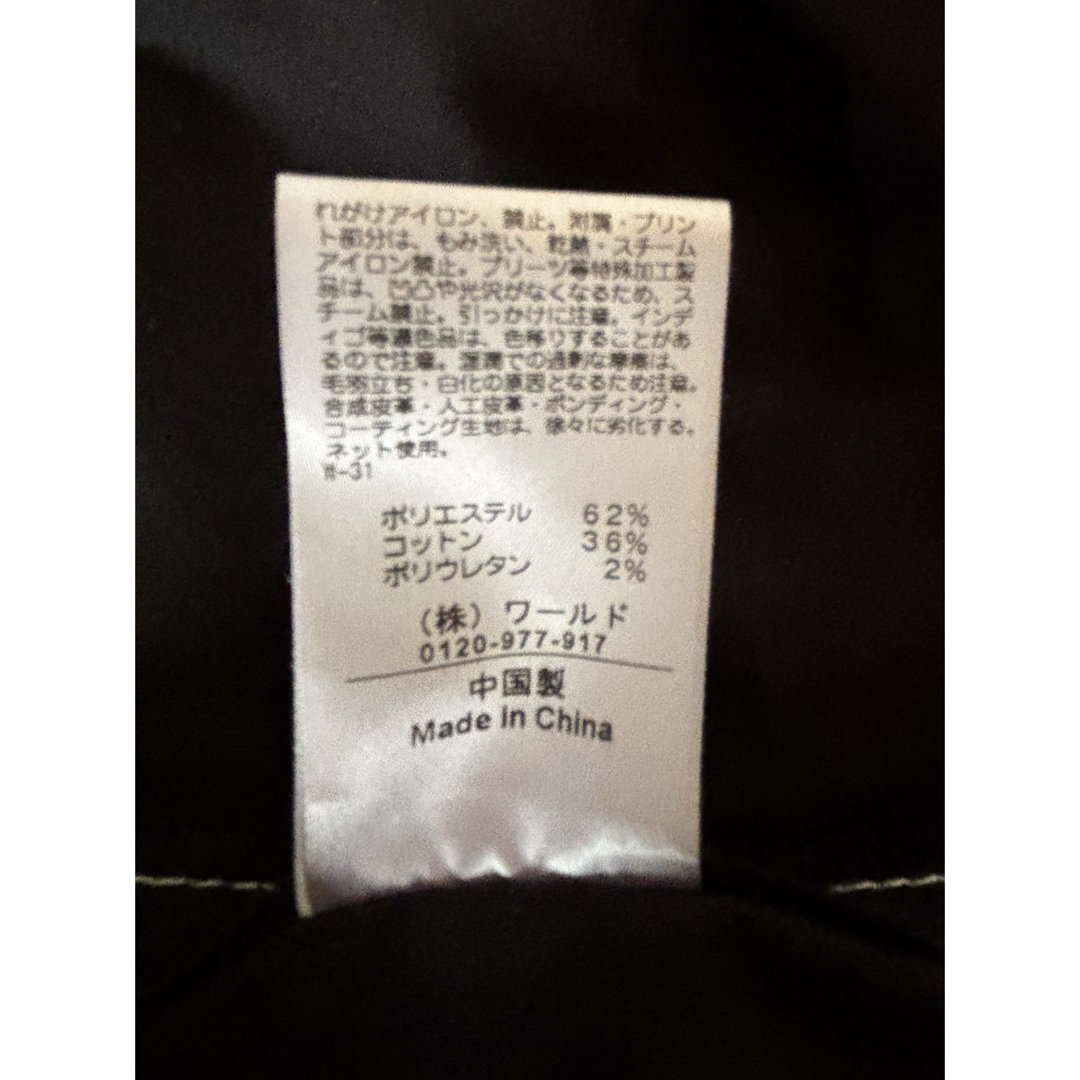 れがけアイロン、禁止。刺繍・プリン
ト部分は、もみ洗い、乾熱・スチーム
アイロン禁止。プリーツ等特殊加工製
品は、凹凸や光沢がなくなるため、ス
チーム禁止。引っかけに注意。インデ
ィゴ等濃色品は、色移りすることがあ
るので注意。湿潤での過剰な摩擦は、
毛羽立ち・白化の原因となるため注意。
合成皮革・人工皮革・ボンディング・
コーティング生地は、徐々に劣化する。
ネット使用。
W-31
ポリエステル 62%
コットン 36%
ポリウレタン 2%
(株) ワールド
0120-977-917
中国製
Made in China